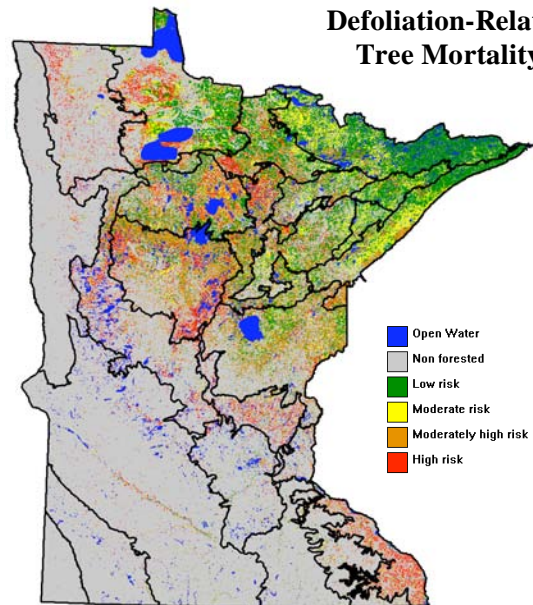 Defoliation-Rela
Tree Mortality
Open Water
Non forested
Low risk
Moderate risk
Moderately high risk
High risk